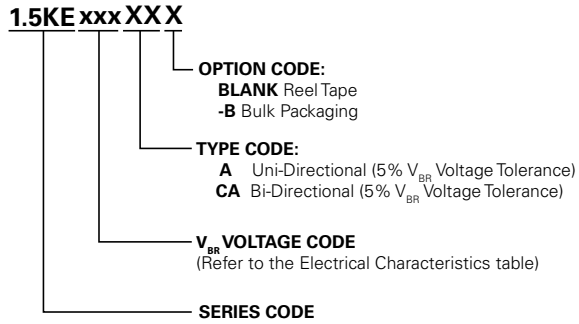 1.5KE xxx XX X
OPTION CODE:
BLANK Reel Tape
-B Bulk Packaging
TYPE CODE:
A Uni-Directional (5% VBR Voltage Tolerance)
CA Bi-Directional (5% VBR Voltage Tolerance)
VBR VOLTAGE CODE
(Refer to the Electrical Characteristics table)
SERIES CODE